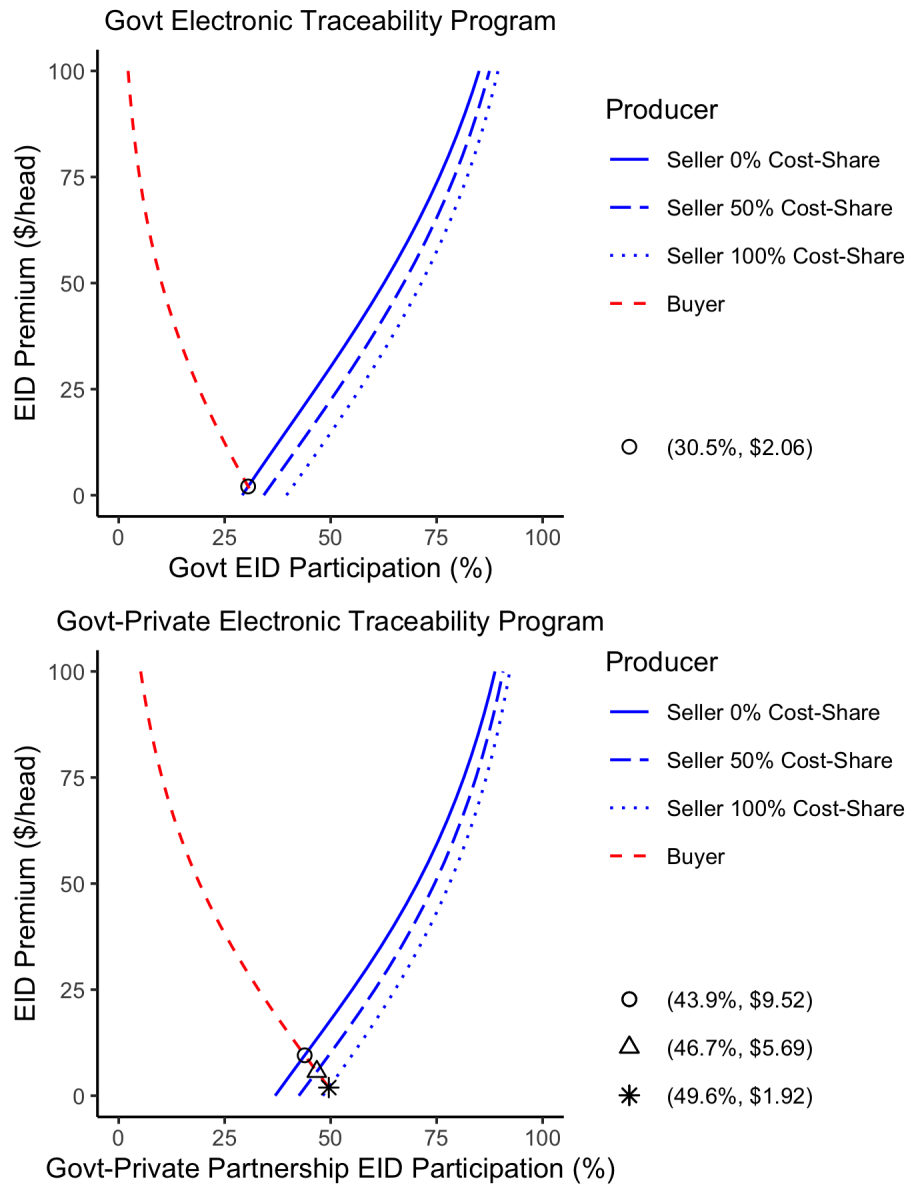 Govt Electronic Traceability Program
EID Premium ($/head)
100
75
50
25
0
0 25 50 75 100
Govt EID Participation (%)
Producer
Seller 0% Cost-Share
Seller 50% Cost-Share
Seller 100% Cost-Share
Buyer
(30.5%, $2.06)
Govt-Private Electronic Traceability Program
EID Premium ($/head)
100
75
50
25
0
0 25 50 75 100
Govt-Private Partnership EID Participation (%)
Producer
Seller 0% Cost-Share
Seller 50% Cost-Share
Seller 100% Cost-Share
Buyer
(43.9%, $9.52)
(46.7%, $5.69)
(49.6%, $1.92)